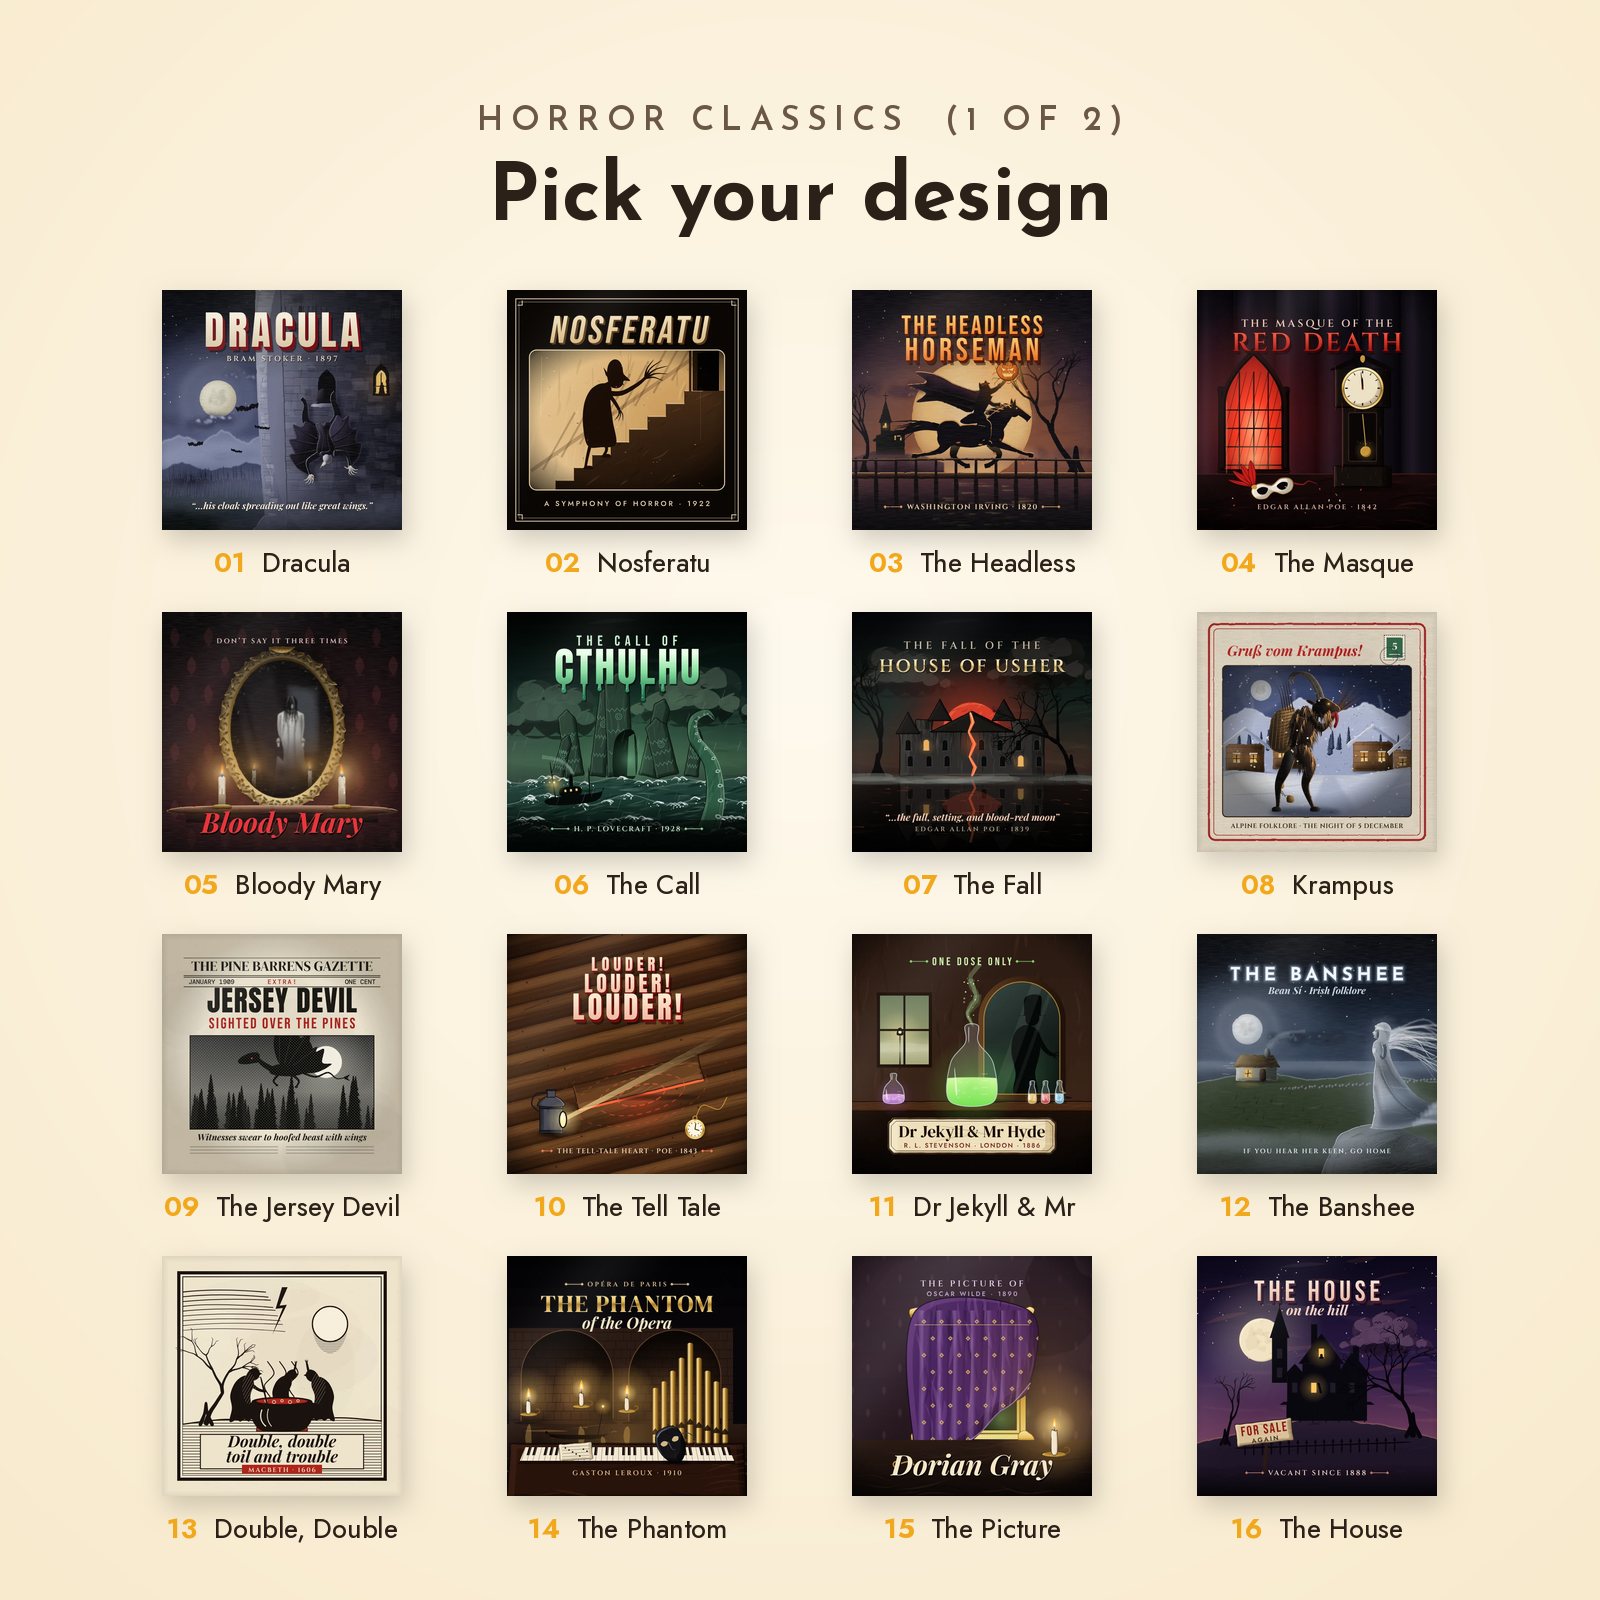 HORROR CLASSICS (1 OF 2)
Pick your design
DRACULA
BRAM STOKER · 1897
“...his cloak spreading out like great wings.”
01 Dracula
NOSFERATU
A SYMPHONY OF HORROR · 1922
02 Nosferatu
THE HEADLESS
HORSEMAN
WASHINGTON IRVING · 1820
03 The Headless
THE MASQUE OF THE
RED DEATH
EDGAR ALLAN POE · 1842
04 The Masque
DON'T SAY IT THREE TIMES
Bloody Mary
05 Bloody Mary
THE CALL OF
CTHULHU
H. P. LOVECRAFT · 1928
06 The Call
THE FALL OF THE
HOUSE OF USHER
“...the full, setting, and blood-red moon”
EDGAR ALLAN POE · 1839
07 The Fall
Gruß vom Krampus!
5
ALPINE FOLKLORE · THE NIGHT OF 5 DECEMBER
08 Krampus
THE PINE BARRENS GAZETTE
JANUARY 1909 EXTRA! ONE CENT
JERSEY DEVIL
SIGHTED OVER THE PINES
Witnesses swear to hoofed beast with wings
09 The Jersey Devil
LOUDER!
LOUDER!
LOUDER!
THE TELL-TALE HEART · POE · 1843
10 The Tell Tale
ONE DOSE ONLY
Dr Jekyll & Mr Hyde
R. L. STEVENSON · LONDON · 1886
11 Dr Jekyll & Mr
THE BANSHEE
Bean Sí · Irish folklore
IF YOU HEAR HER KEEN, GO HOME
12 The Banshee
Double, double
toil and trouble
MACBETH · 1606
13 Double, Double
OPÉRA DE PARIS
THE PHANTOM
of the Opera
GASTON LEROUX · 1910
14 The Phantom
THE PICTURE OF
OSCAR WILDE · 1890
Dorian Gray
15 The Picture
THE HOUSE
on the hill
FOR SALE
AGAIN
VACANT SINCE 1888
16 The House